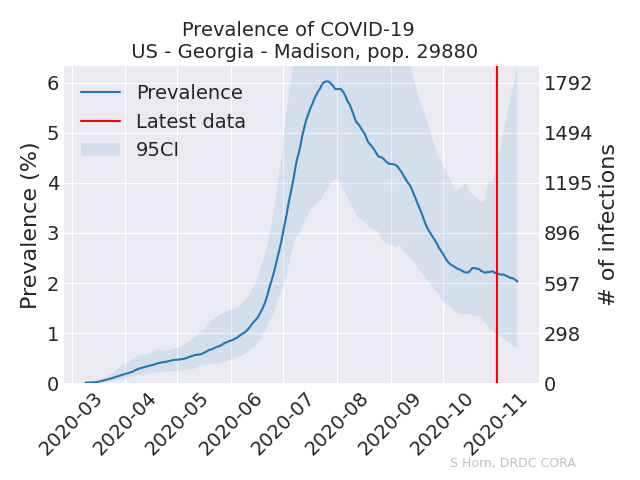 Prevalence of COVID-19
US - Georgia - Madison, pop. 29880
Prevalence (%)
6
5
4
3
2
1
0
Prevalence
Latest data
95CI
1792
1494
1195
896
597
298
0
# of infections
2020-03
2020-04
2020-05
2020-06
2020-07
2020-08
2020-09
2020-10
2020-11
S Horn, DRDC CORA